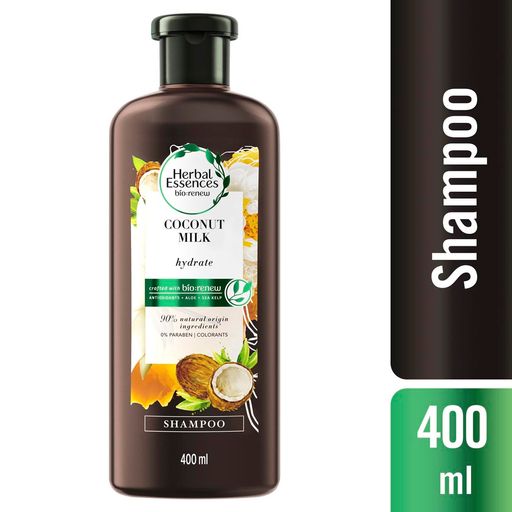 Herbal
Essences
bio:renew
COCONUT
MILK
hydrate
crafted with bio:renew
ANTIOXIDANTS + ALOE + SEA KELP
90% natural origin
ingredients*
0% PARABEN | COLORANTS
SHAMPOO
400 ml
Shampoo
400
ml